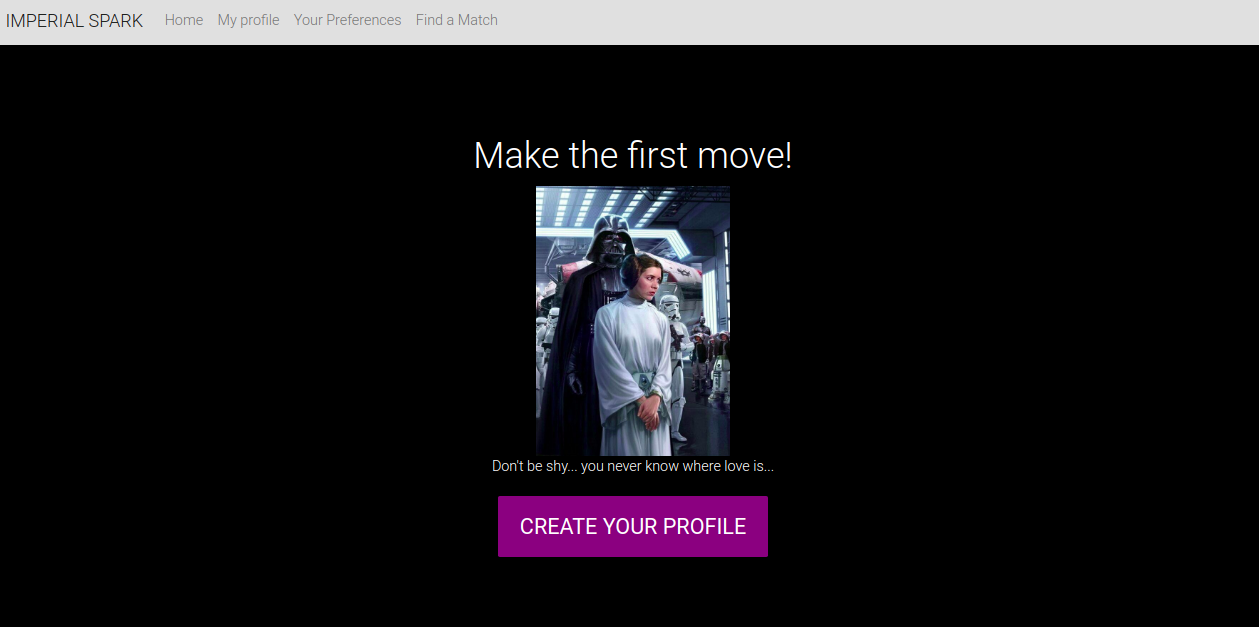 IMPERIAL SPARK Home My profile Your Preferences Find a Match
Make the first move!
Don't be shy... you never know where love is...
CREATE YOUR PROFILE